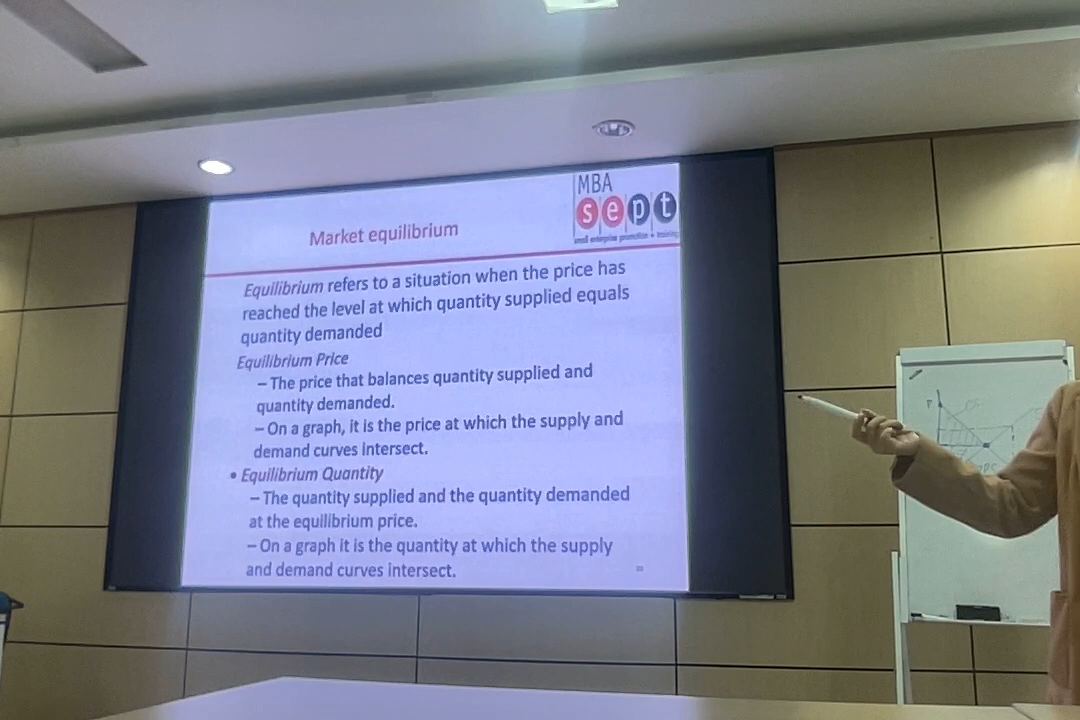 MBA
sept
small enterprise promotion + training
Market equilibrium
Equilibrium refers to a situation when the price has
reached the level at which quantity supplied equals
quantity demanded
Equilibrium Price
– The price that balances quantity supplied and
quantity demanded.
– On a graph, it is the price at which the supply and
demand curves intersect.
• Equilibrium Quantity
– The quantity supplied and the quantity demanded
at the equilibrium price.
– On a graph it is the quantity at which the supply
and demand curves intersect.
P